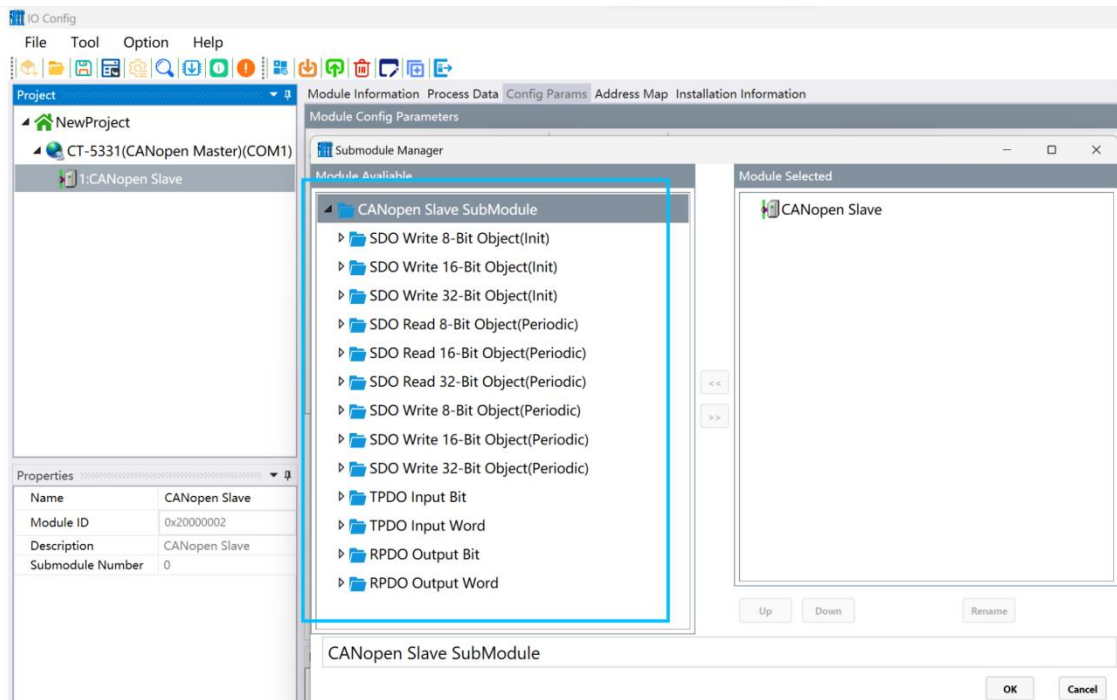 IO Config
File Tool Option Help
Project
NewProject
CT-5331(CANopen Master)(COM1)
1:CANopen Slave
Properties
Name CANopen Slave
Module ID 0x20000002
Description CANopen Slave
Submodule Number 0
Module Information Process Data Config Params Address Map Installation Information
Module Config Parameters
Submodule Manager
Module Avaliable
CANopen Slave SubModule
SDO Write 8-Bit Object(Init)
SDO Write 16-Bit Object(Init)
SDO Write 32-Bit Object(Init)
SDO Read 8-Bit Object(Periodic)
SDO Read 16-Bit Object(Periodic)
SDO Read 32-Bit Object(Periodic)
SDO Write 8-Bit Object(Periodic)
SDO Write 16-Bit Object(Periodic)
SDO Write 32-Bit Object(Periodic)
TPDO Input Bit
TPDO Input Word
RPDO Output Bit
RPDO Output Word
<<
>>
Module Selected
CANopen Slave
Up Down Rename
CANopen Slave SubModule
OK Cancel